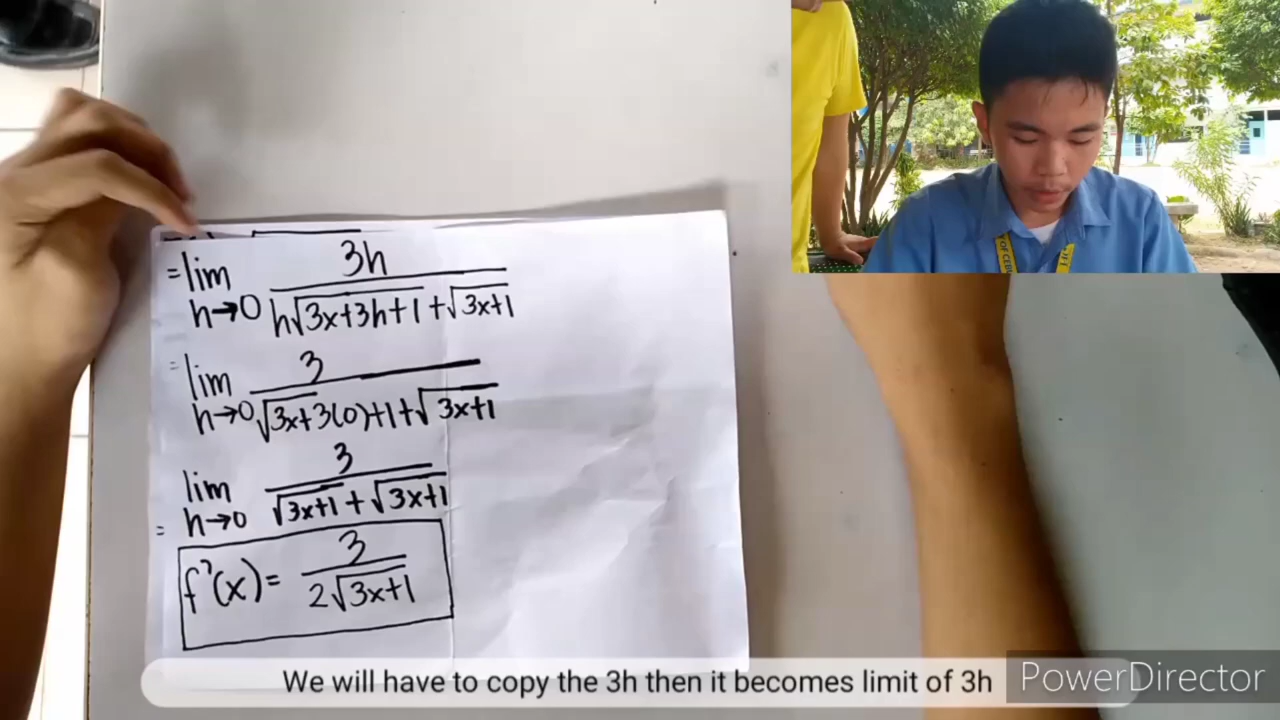 = lim h→0 3h / h√3x+3h+1 + √3x+1
= lim h→0 3 / √3x+3(0)+1+√3x+1
= lim h→0 3 / √3x+1 + √3x+1
f'(x) = 3 / 2√3x+1
We will have to copy the 3h then it becomes limit of 3h
PowerDirector